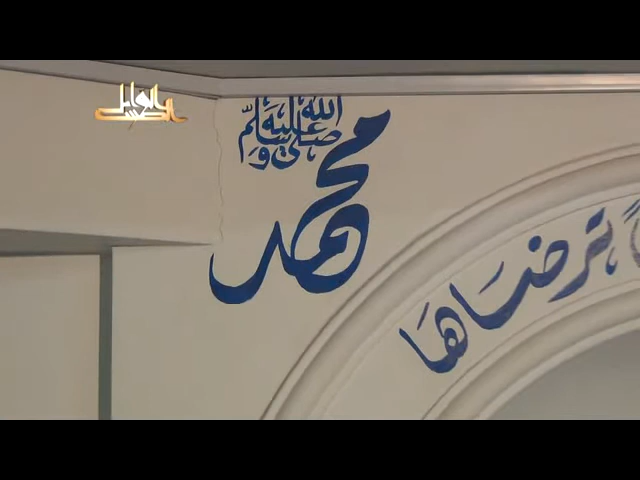 صلى الله عليه وسلم
محمد
ترضاها